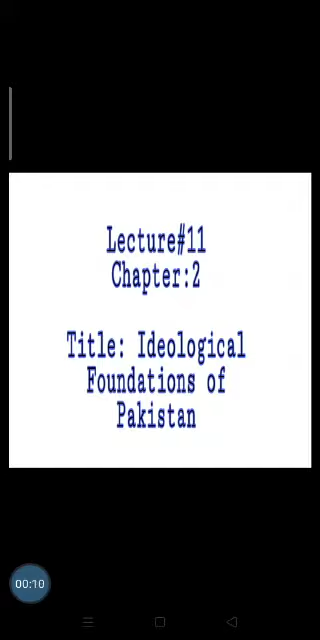 Lecture#11
Chapter:2
Title: Ideological
Foundations of
Pakistan
00:10